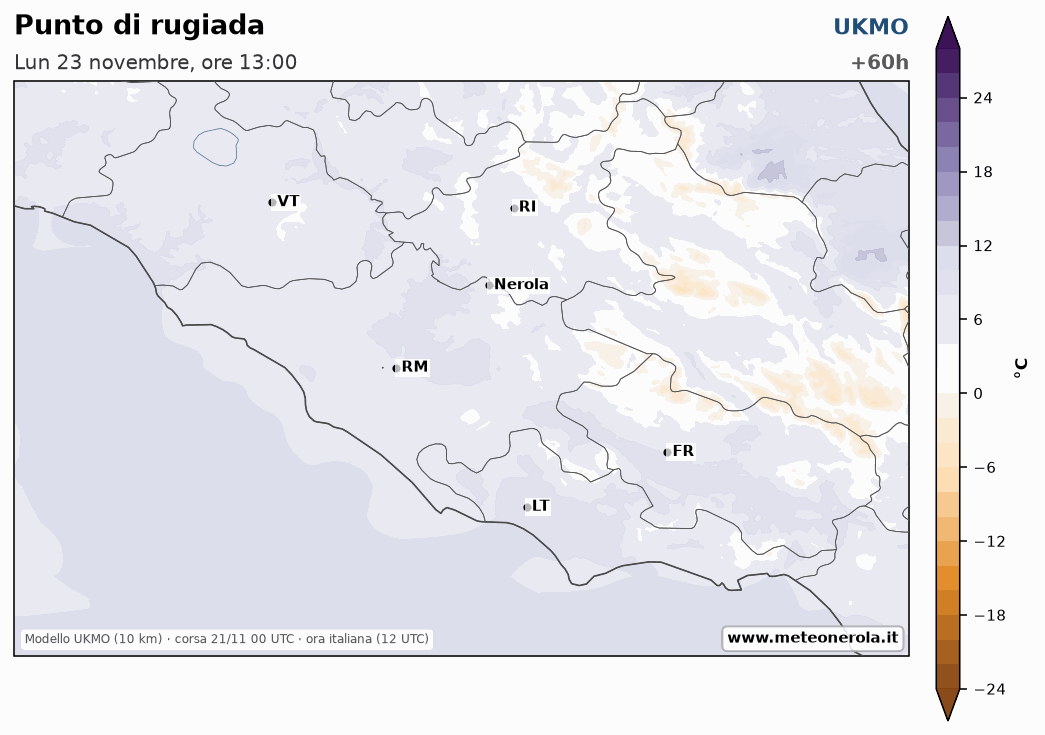 Punto di rugiada
UKMO
Lun 23 novembre, ore 13:00
+60h
VT
RI
Nerola
RM
FR
LT
24
18
12
6
0
−6
−12
−18
−24
°C
Modello UKMO (10 km) · corsa 21/11 00 UTC · ora italiana (12 UTC)
www.meteonerola.it